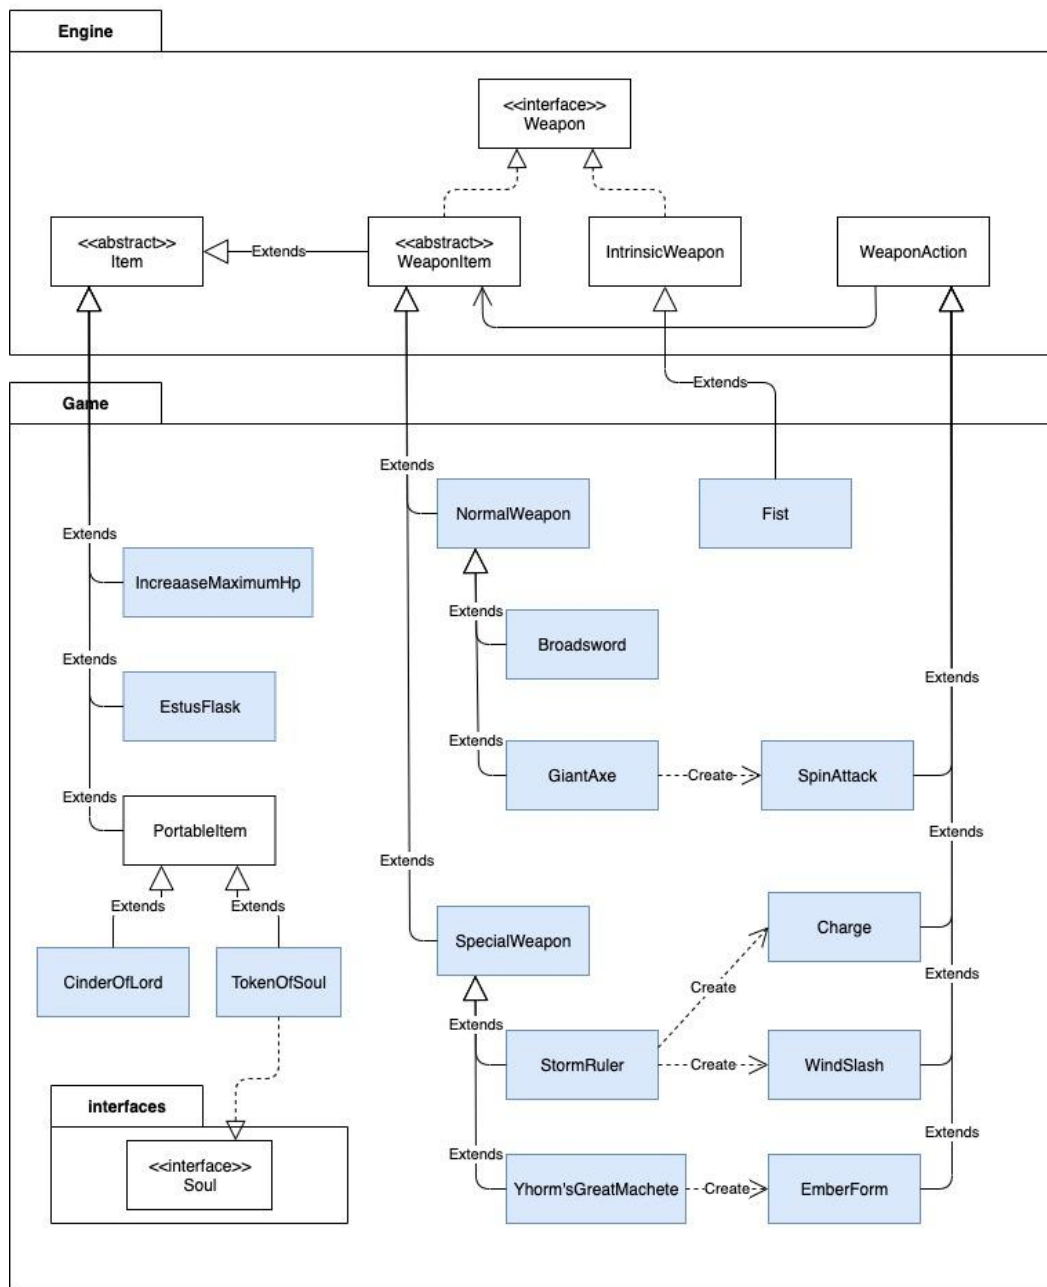 Engine
<<interface>>
Weapon
<<abstract>>
Item
Extends
<<abstract>>
WeaponItem
IntrinsicWeapon
WeaponAction
Extends
Game
Extends
NormalWeapon
Fist
Extends
IncreaaseMaximumHp
Extends
Broadsword
Extends
EstusFlask
Extends
Extends
GiantAxe
Create
SpinAttack
Extends
PortableItem
Extends
Extends
Extends
Extends
CinderOfLord
TokenOfSoul
SpecialWeapon
Charge
Extends
Create
Extends
StormRuler
Create
WindSlash
interfaces
<<interface>>
Soul
Extends
Extends
Yhorm'sGreatMachete
Create
EmberForm